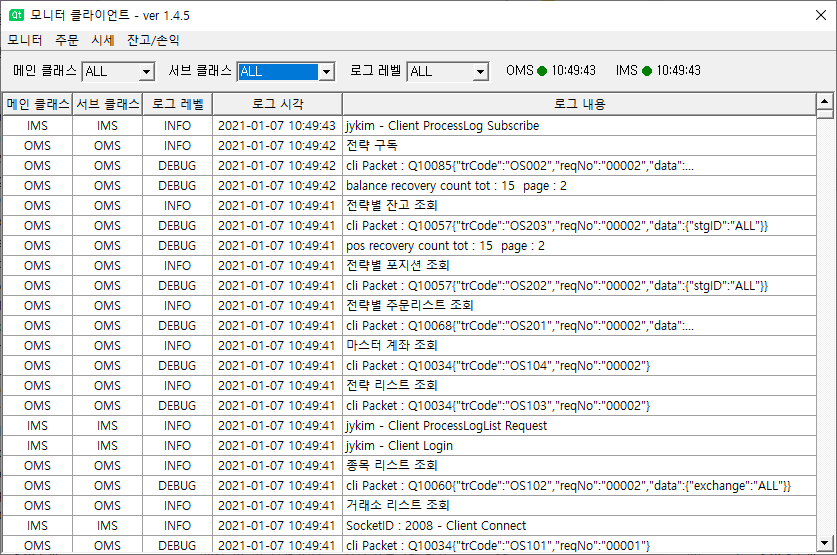 Qt 모니터 클라이언트 - ver 1.4.5
모니터 주문 시세 잔고/손익
메인 클래스 ALL 서브 클래스 ALL 로그 레벨 ALL OMS 10:49:43 IMS 10:49:43
메인 클래스 서브 클래스 로그 레벨 로그 시각 로그 내용
IMS IMS INFO 2021-01-07 10:49:43 jykim - Client ProcessLog Subscribe
OMS OMS INFO 2021-01-07 10:49:42 전략 구독
OMS OMS DEBUG 2021-01-07 10:49:42 cli Packet : Q10085{"trCode":"OS002","reqNo":"00002","data":...
OMS OMS DEBUG 2021-01-07 10:49:42 balance recovery count tot : 15 page : 2
OMS OMS INFO 2021-01-07 10:49:41 전략별 잔고 조회
OMS OMS DEBUG 2021-01-07 10:49:41 cli Packet : Q10057{"trCode":"OS203","reqNo":"00002","data":{"stgID":"ALL"}}
OMS OMS DEBUG 2021-01-07 10:49:41 pos recovery count tot : 15 page : 2
OMS OMS INFO 2021-01-07 10:49:41 전략별 포지션 조회
OMS OMS DEBUG 2021-01-07 10:49:41 cli Packet : Q10057{"trCode":"OS202","reqNo":"00002","data":{"stgID":"ALL"}}
OMS OMS INFO 2021-01-07 10:49:41 전략별 주문리스트 조회
OMS OMS DEBUG 2021-01-07 10:49:41 cli Packet : Q10068{"trCode":"OS201","reqNo":"00002","data":...
OMS OMS INFO 2021-01-07 10:49:41 마스터 계좌 조회
OMS OMS DEBUG 2021-01-07 10:49:41 cli Packet : Q10034{"trCode":"OS104","reqNo":"00002"}
OMS OMS INFO 2021-01-07 10:49:41 전략 리스트 조회
OMS OMS DEBUG 2021-01-07 10:49:41 cli Packet : Q10034{"trCode":"OS103","reqNo":"00002"}
IMS IMS INFO 2021-01-07 10:49:41 jykim - Client ProcessLogList Request
IMS IMS INFO 2021-01-07 10:49:41 jykim - Client Login
OMS OMS INFO 2021-01-07 10:49:41 종목 리스트 조회
OMS OMS DEBUG 2021-01-07 10:49:41 cli Packet : Q10060{"trCode":"OS102","reqNo":"00002","data":{"exchange":"ALL"}}
OMS OMS INFO 2021-01-07 10:49:41 거래소 리스트 조회
IMS IMS INFO 2021-01-07 10:49:41 SocketID : 2008 - Client Connect
OMS OMS DEBUG 2021-01-07 10:49:41 cli Packet : Q10034{"trCode":"OS101","reqNo":"00001"}